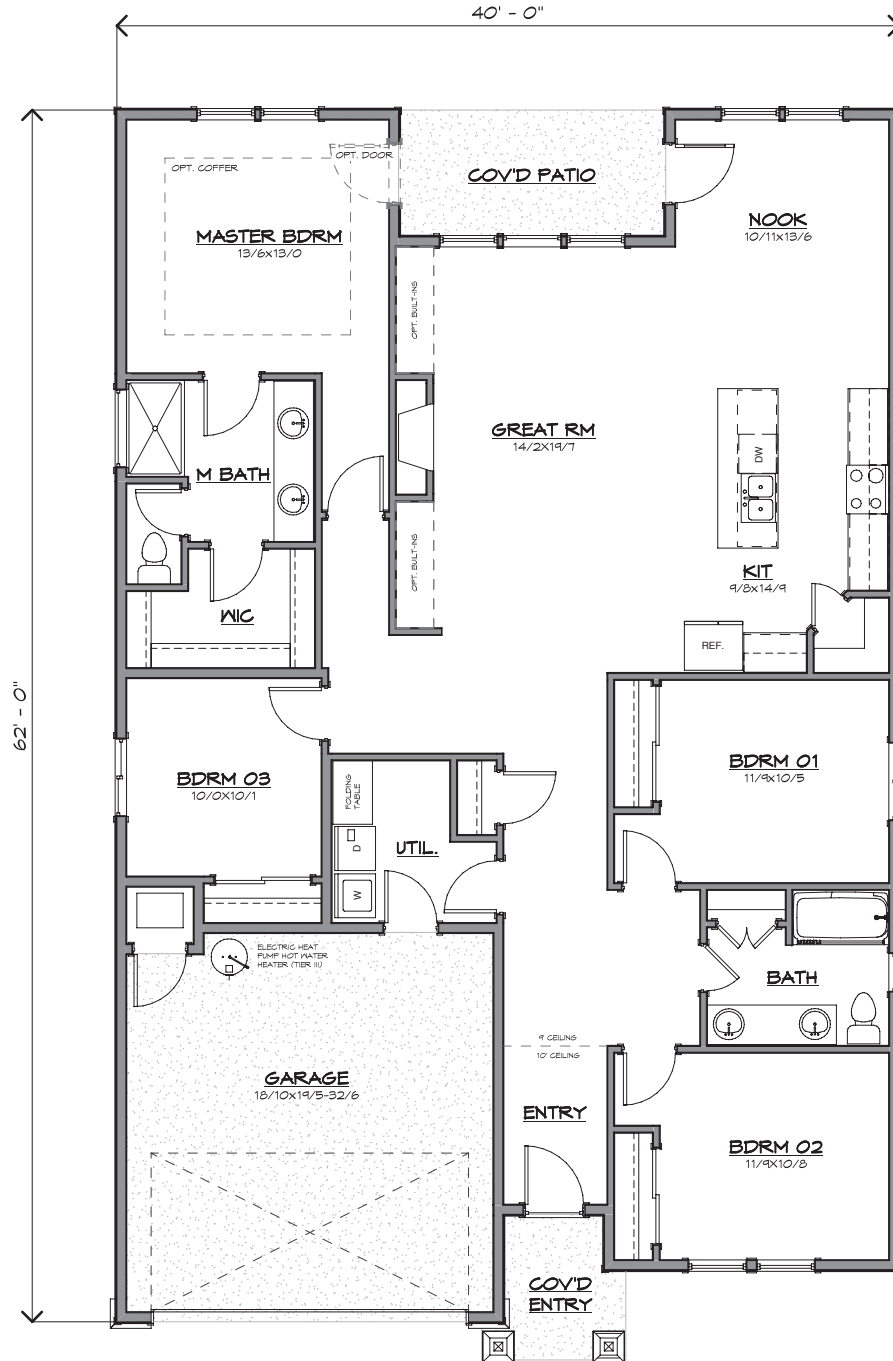 40' - 0"
62' - 0"
OPT. DOOR
OPT. COFFER
COV'D PATIO
MASTER BDRM
13/6x13/0
NOOK
10/11x13/6
OPT. BUILT-INS
GREAT RM
14/2X19/7
DW
M BATH
OPT. BUILT-INS
KIT
9/8x14/9
WIC
REF.
BDRM 03
10/0X10/1
BDRM 01
11/9x10/5
FOLDING
TABLE
D
UTIL.
W
ELECTRIC HEAT
PUMP HOT WATER
HEATER (TIER III)
BATH
9' CEILING
10' CEILING
GARAGE
18/10x19/5-32/6
ENTRY
BDRM 02
11/9X10/8
COV'D
ENTRY